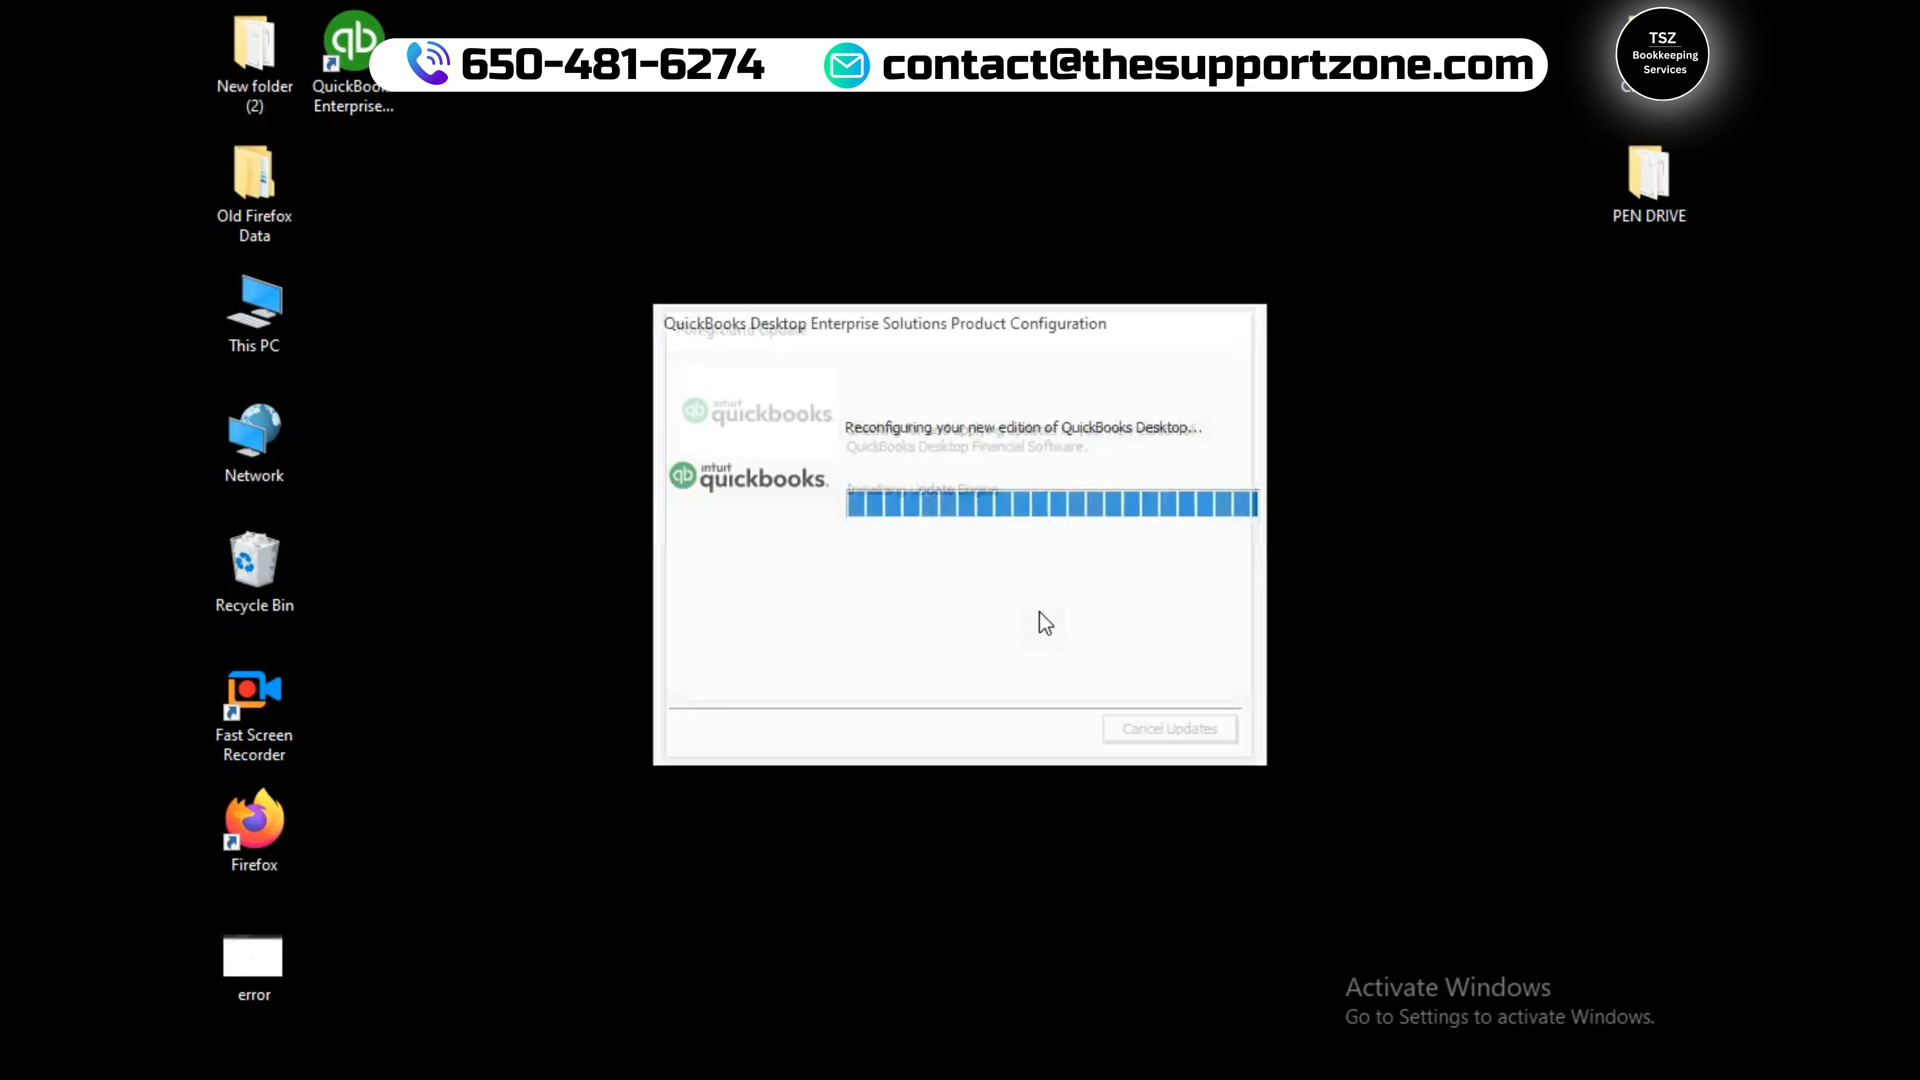 650-481-6274
contact@thesupportzone.com
TSZ
Bookkeeping
Services
New folder
(2)
Enterprise...
Old Firefox
Data
PEN DRIVE
This PC
Network
Recycle Bin
Fast Screen
Recorder
Firefox
error
QuickBooks Desktop Enterprise Solutions Product Configuration
intuit
quickbooks.
Reconfiguring your new edition of QuickBooks Desktop...
QuickBooks Desktop Financial Software.
intuit
quickbooks.
Cancel Updates
Activate Windows
Go to Settings to activate Windows.